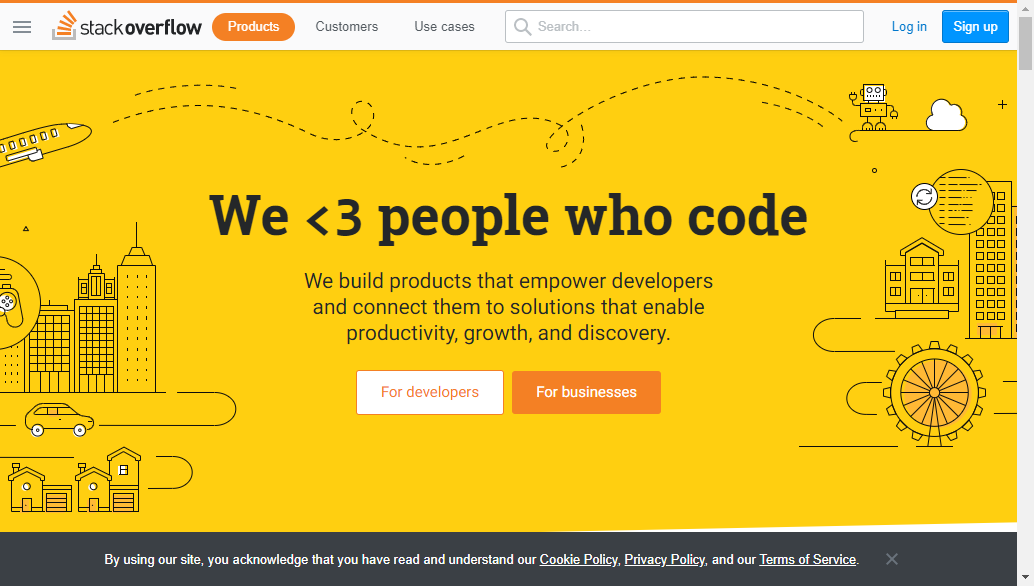 stackoverflow Products Customers Use cases Search... Log in Sign up
We <3 people who code
We build products that empower developers
and connect them to solutions that enable
productivity, growth, and discovery.
For developers For businesses
By using our site, you acknowledge that you have read and understand our Cookie Policy, Privacy Policy, and our Terms of Service.